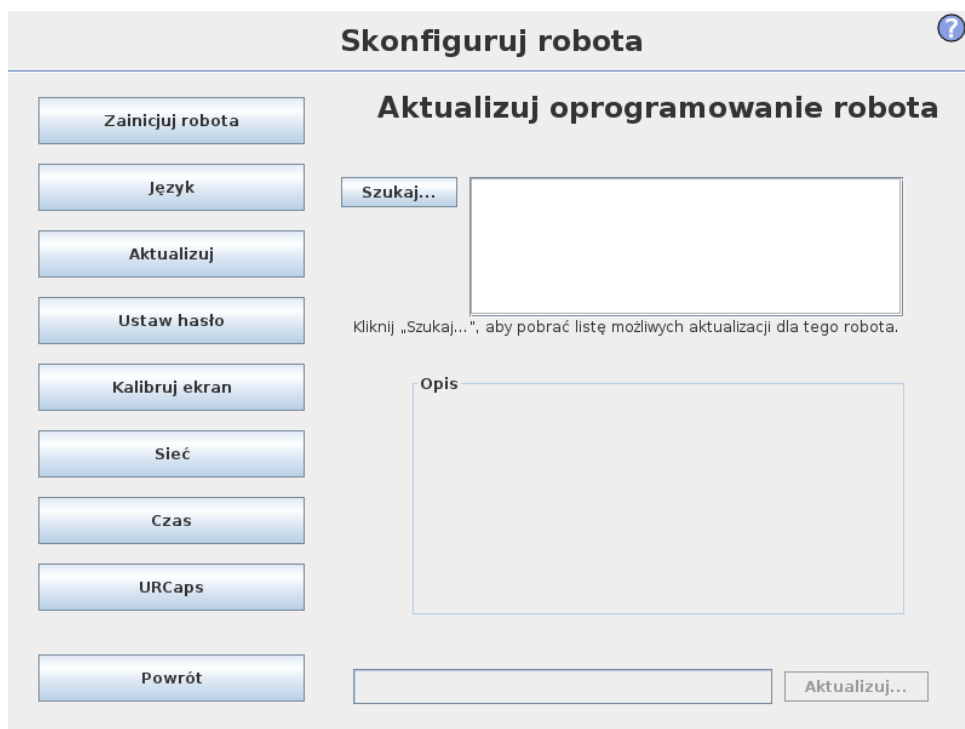 Skonfiguruj robota
?
Zainicjuj robota
Język
Aktualizuj
Ustaw hasło
Kalibruj ekran
Sieć
Czas
URCaps
Powrót
Aktualizuj oprogramowanie robota
Szukaj...
Kliknij „Szukaj...", aby pobrać listę możliwych aktualizacji dla tego robota.
Opis
Aktualizuj...